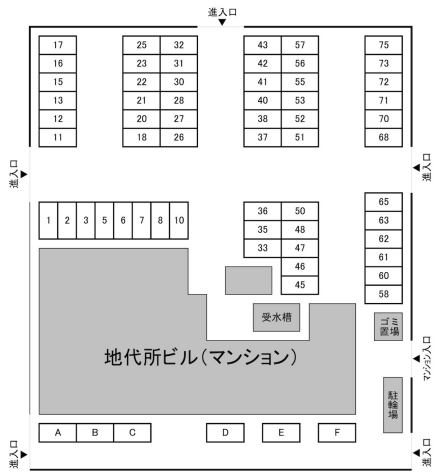 進入口
17 25 32 43 57 75
16 23 31 42 56 73
15 22 30 41 55 72
13 21 28 40 53 71
12 20 27 38 52 70
11 18 26 37 51 68
進入口
進入口
1 2 3 5 6 7 8 10
36 50
35 48
33 47
46
45
65
63
62
61
60
58
受水槽
ゴミ
置場
地代所ビル(マンション)
マンション入口
駐輪場
A B C D E F
進入口
進入口